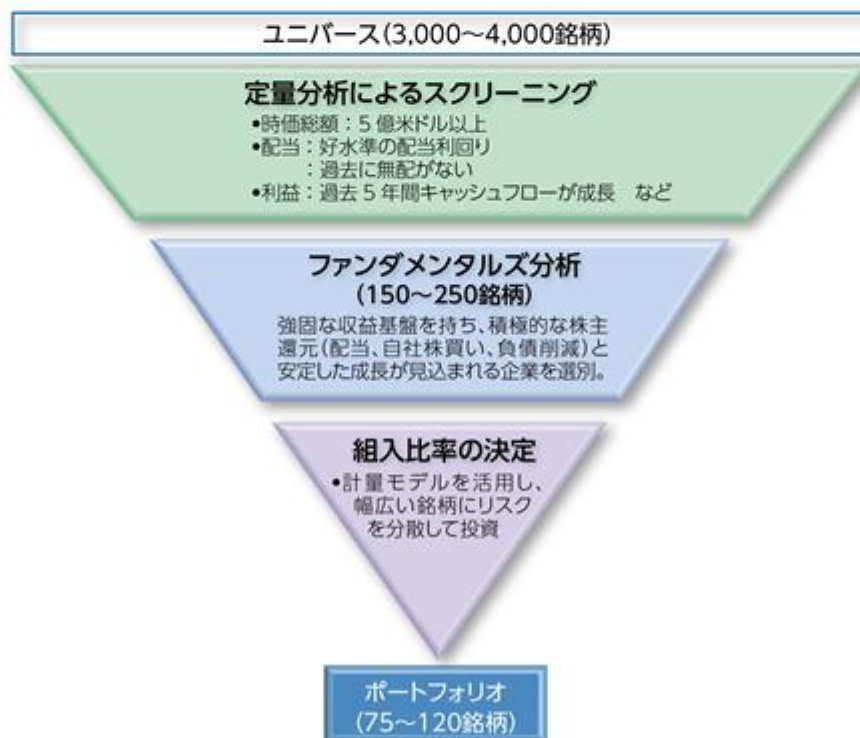 ユニバース(3,000～4,000銘柄)
定量分析によるスクリーニング
•時価総額：5億米ドル以上
•配当：好水準の配当利回り
：過去に無配がない
•利益：過去5年間キャッシュフローが成長　など
ファンダメンタルズ分析
(150～250銘柄)
強固な収益基盤を持ち、積極的な株主
還元(配当、自社株買い、負債削減)と
安定した成長が見込まれる企業を選別。
組入比率の決定
•計量モデルを活用し、
幅広い銘柄にリスク
を分散して投資
ポートフォリオ
(75～120銘柄)